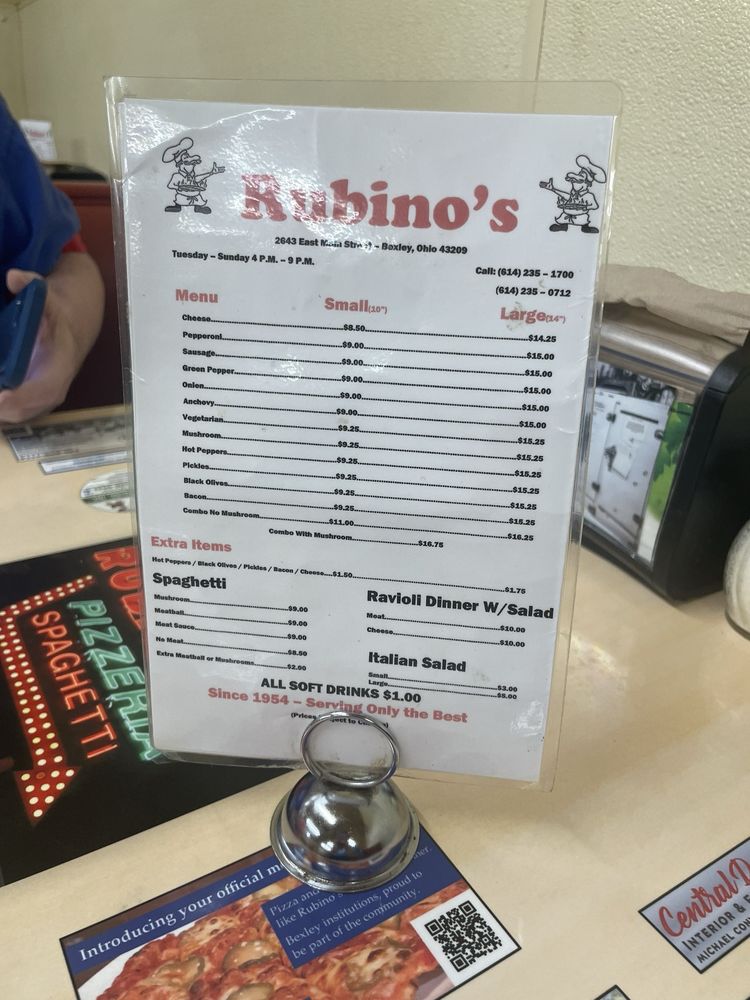 Rubino's
2643 East Main Street – Bexley, Ohio 43209
Tuesday – Sunday 4 P.M. – 9 P.M.
Call: (614) 235 – 1700
(614) 235 – 0712
Menu Small(10") Large(14")
Cheese $8.50 $14.25
Pepperoni $9.00 $15.00
Sausage $9.00 $15.00
Green Pepper $9.00 $15.00
Onion $9.00 $15.00
Anchovy $9.00 $15.00
Vegetarian $9.25 $15.25
Mushroom $9.25 $15.25
Hot Peppers $9.25 $15.25
Pickles $9.25 $15.25
Black Olives $9.25 $15.25
Bacon $9.25 $15.25
Combo No Mushroom $11.00 $16.25
Combo With Mushroom $16.75
Extra Items
Hot Peppers / Black Olives / Pickles / Bacon / Cheese $1.50 $1.75
Spaghetti
Mushroom $9.00
Meatball $9.00
Meat Sauce $9.00
No Meat $8.50
Extra Meatball or Mushrooms $2.00
Ravioli Dinner W/Salad
Meat $10.00
Cheese $10.00
Italian Salad
Small $3.00
Large $5.00
ALL SOFT DRINKS $1.00
Since 1954 – Serving Only the Best
(Prices
PIZZERIA
SPAGHETTI
Introducing your official
Pizza and
like Rubino's
Bexley institutions, proud to
be part of the community.
Central
INTERIOR &
MICHAEL